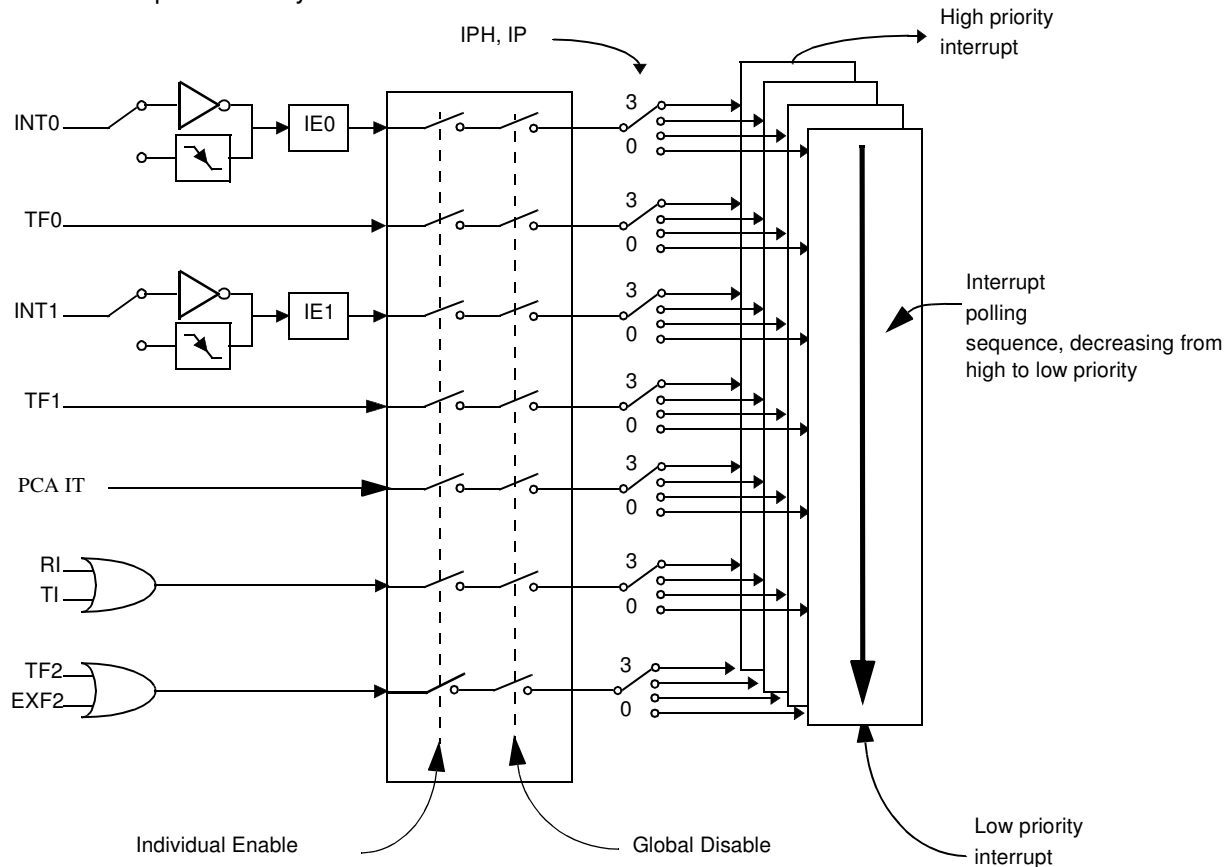 High priority
interrupt
IPH, IP
3
INT0
IE0
0
TF0
3
0
INT1
IE1
3
0
Interrupt
polling
sequence, decreasing from
high to low priority
TF1
3
0
PCA IT
3
0
RI
TI
3
0
TF2
EXF2
3
0
Individual Enable
Global Disable
Low priority
interrupt